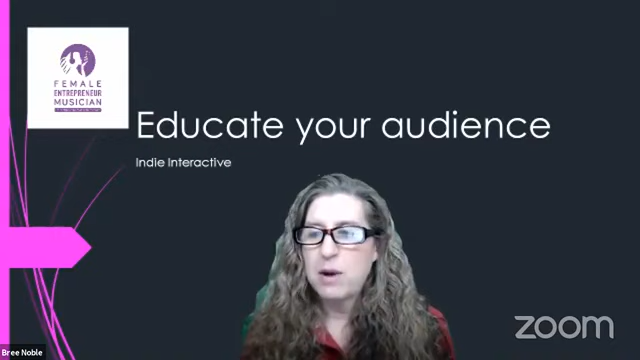 FEMALE
ENTREPRENEUR
MUSICIAN
Educate your audience
Indie Interactive
zoom
Bree Noble